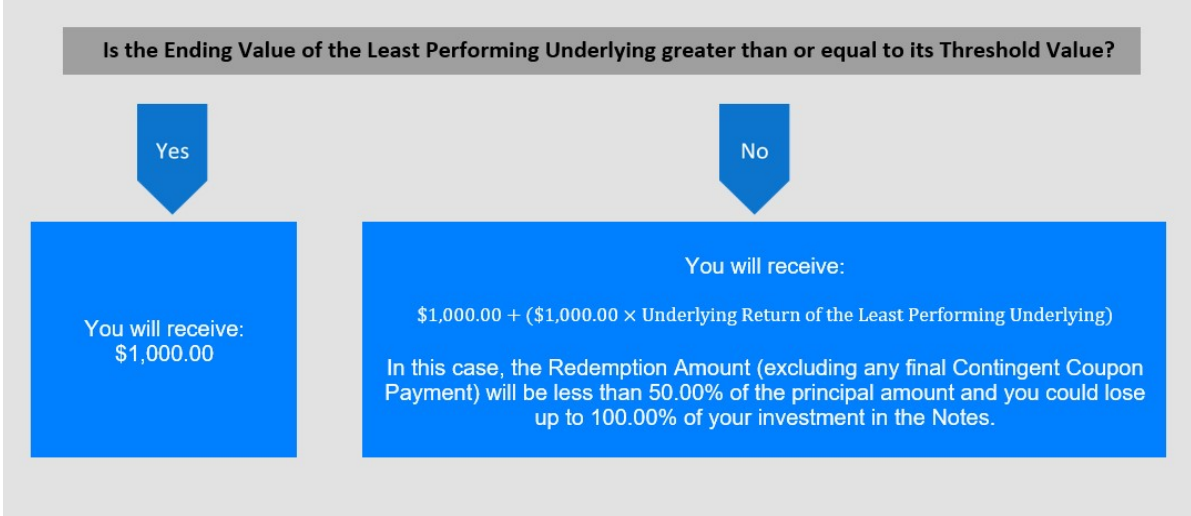 Is the Ending Value of the Least Performing Underlying greater than or equal to its Threshold Value?
Yes
No
You will receive:
$1,000.00
You will receive:
$1,000.00 + ($1,000.00 × Underlying Return of the Least Performing Underlying)
In this case, the Redemption Amount (excluding any final Contingent Coupon
Payment) will be less than 50.00% of the principal amount and you could lose
up to 100.00% of your investment in the Notes.